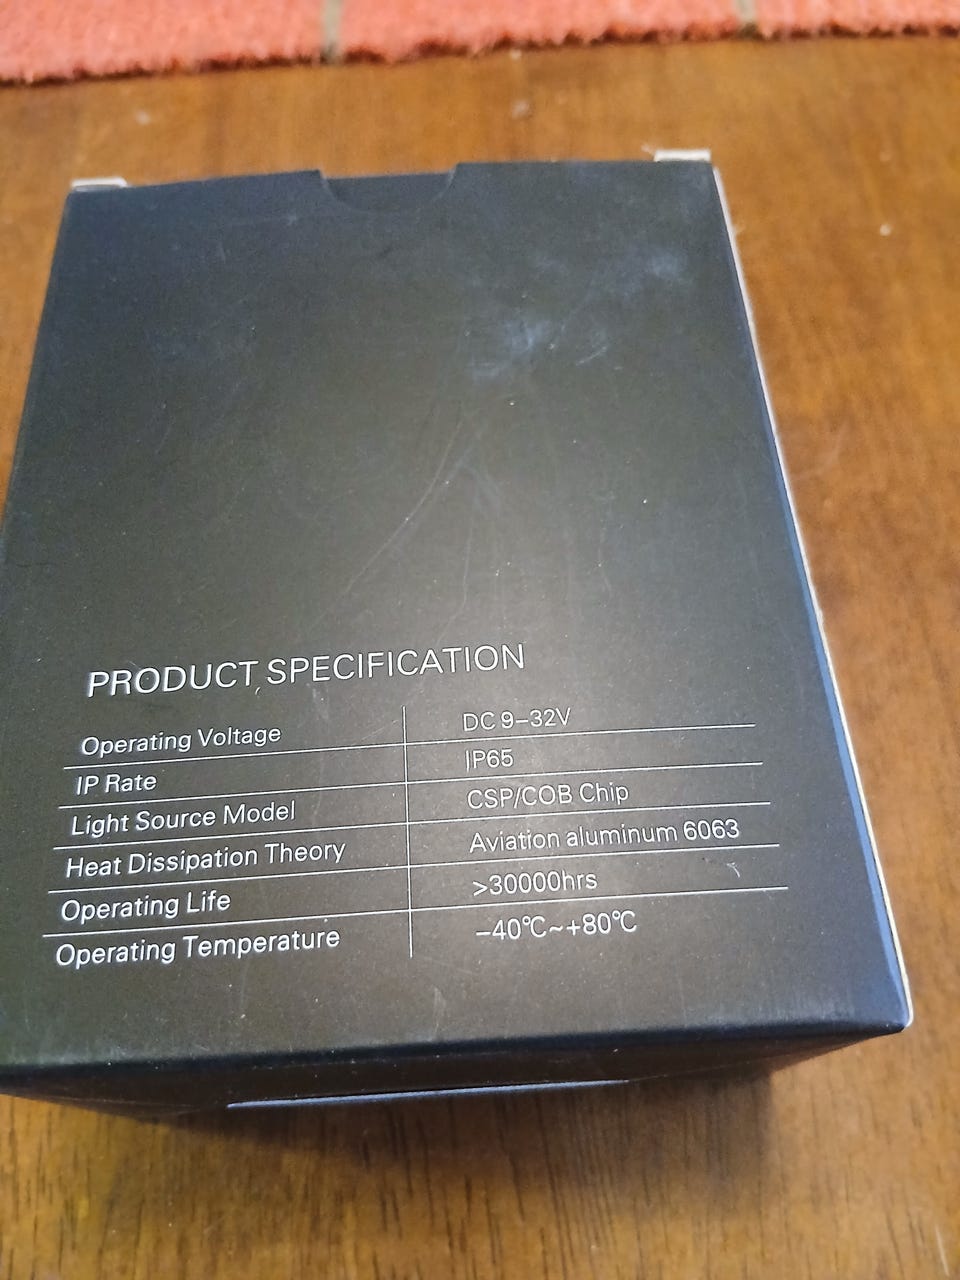 PRODUCT SPECIFICATION
Operating Voltage DC 9-32V
IP Rate IP65
Light Source Model CSP/COB Chip
Heat Dissipation Theory Aviation aluminum 6063
Operating Life >30000hrs
Operating Temperature -40℃~+80℃